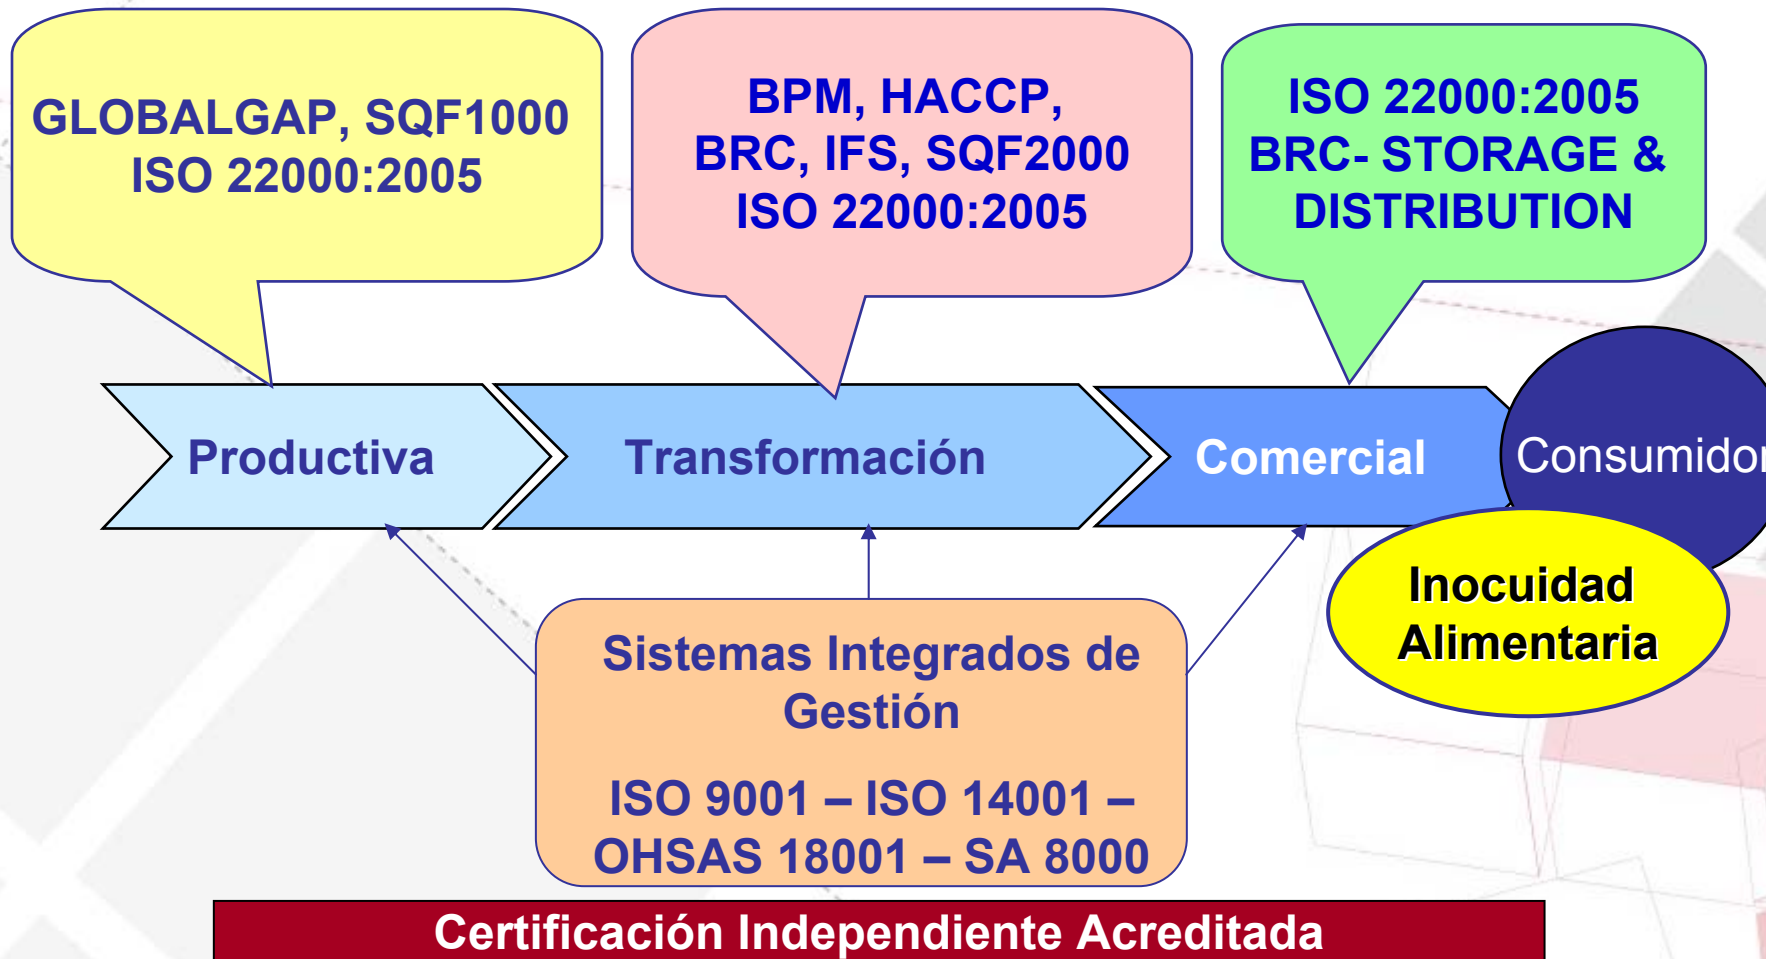 GLOBALGAP, SQF1000
ISO 22000:2005
BPM, HACCP,
BRC, IFS, SQF2000
ISO 22000:2005
ISO 22000:2005
BRC- STORAGE &
DISTRIBUTION
Productiva
Transformación
Comercial
Consumidor
Inocuidad
Alimentaria
Sistemas Integrados de
Gestión
ISO 9001 – ISO 14001 –
OHSAS 18001 – SA 8000
Certificación Independiente Acreditada